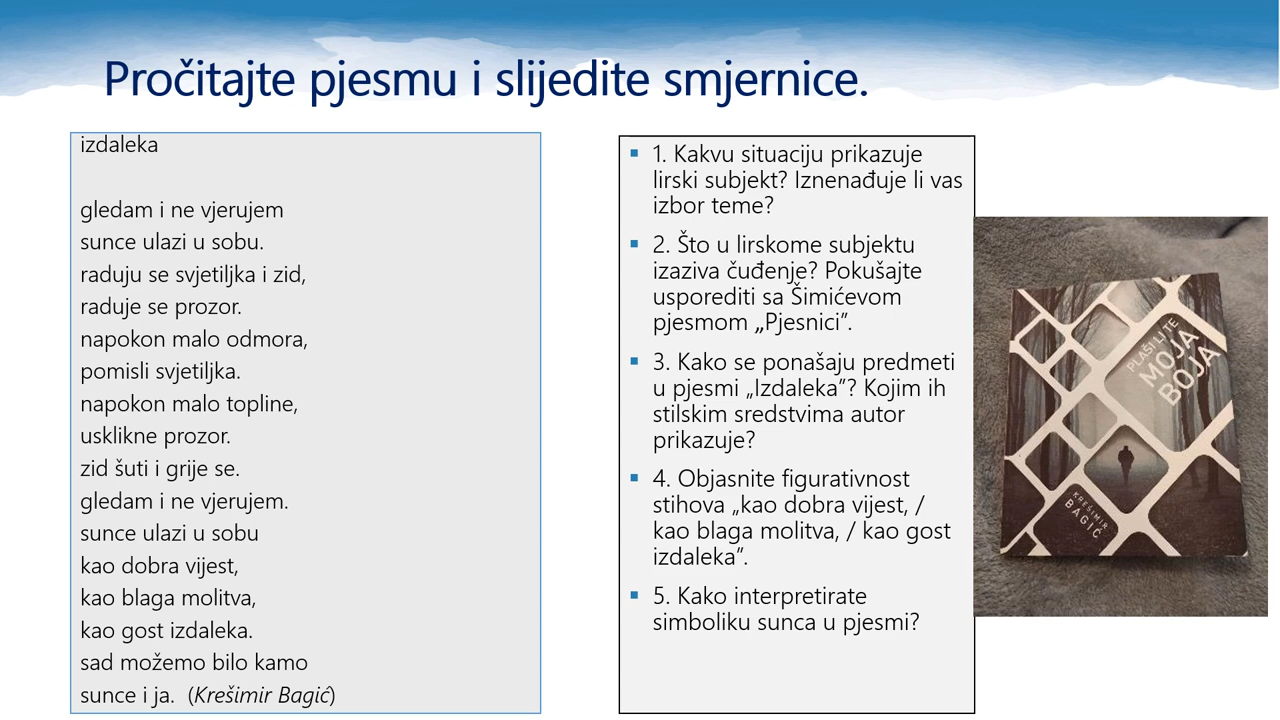 Pročitajte pjesmu i slijedite smjernice.
izdaleka
gledam i ne vjerujem
sunce ulazi u sobu.
raduju se svjetiljka i zid,
raduje se prozor.
napokon malo odmora,
pomisli svjetiljka.
napokon malo topline,
usklikne prozor.
zid šuti i grije se.
gledam i ne vjerujem.
sunce ulazi u sobu
kao dobra vijest,
kao blaga molitva,
kao gost izdaleka.
sad možemo bilo kamo
sunce i ja.  (Krešimir Bagić)
▪ 1. Kakvu situaciju prikazuje
lirski subjekt? Iznenađuje li vas
izbor teme?
▪ 2. Što u lirskome subjektu
izaziva čuđenje? Pokušajte
usporediti sa Šimićevom
pjesmom „Pjesnici”.
▪ 3. Kako se ponašaju predmeti
u pjesmi „Izdaleka”? Kojim ih
stilskim sredstvima autor
prikazuje?
▪ 4. Objasnite figurativnost
stihova „kao dobra vijest, /
kao blaga molitva, / kao gost
izdaleka”.
▪ 5. Kako interpretirate
simboliku sunca u pjesmi?
PLAŠI LI TE
MOJA
BOJA
KREŠIMIR
BAGIĆ